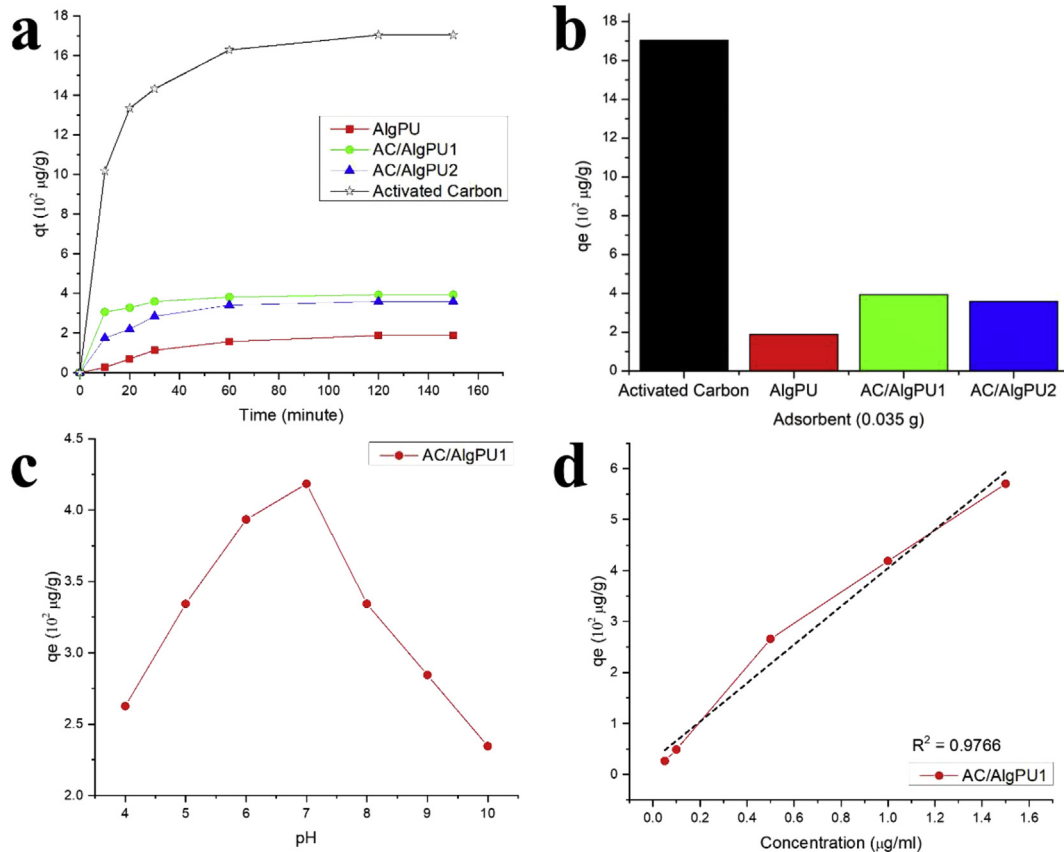 a
18
16
14
12
10
8
6
4
2
0
qt (10² µg/g)
AlgPU
AC/AlgPU1
AC/AlgPU2
Activated Carbon
0 20 40 60 80 100 120 140 160
Time (minute)
b
18
16
14
12
10
8
6
4
2
0
qe (10² µg/g)
Activated Carbon AlgPU AC/AlgPU1 AC/AlgPU2
Adsorbent (0.035 g)
c
4.5
4.0
3.5
3.0
2.5
2.0
qe (10² µg/g)
AC/AlgPU1
4 5 6 7 8 9 10
pH
d
6
5
4
3
2
1
0
qe (10² µg/g)
R² = 0.9766
AC/AlgPU1
0.0 0.2 0.4 0.6 0.8 1.0 1.2 1.4 1.6
Concentration (µg/ml)